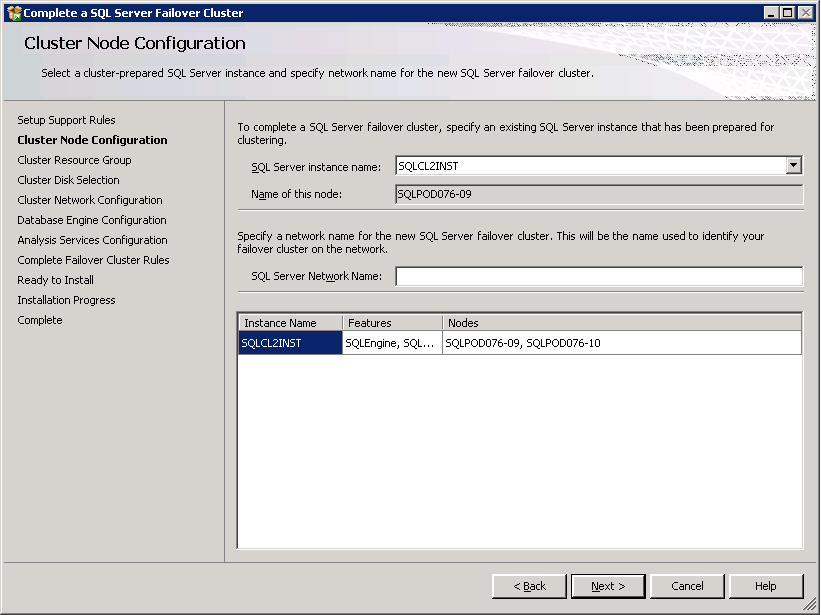 Complete a SQL Server Failover Cluster
Cluster Node Configuration
Select a cluster-prepared SQL Server instance and specify network name for the new SQL Server failover cluster.
Setup Support Rules
Cluster Node Configuration
Cluster Resource Group
Cluster Disk Selection
Cluster Network Configuration
Database Engine Configuration
Analysis Services Configuration
Complete Failover Cluster Rules
Ready to Install
Installation Progress
Complete
To complete a SQL Server failover cluster, specify an existing SQL Server instance that has been prepared for
clustering.
SQL Server instance name: SQLCL2INST
Name of this node: SQLPOD076-09
Specify a network name for the new SQL Server failover cluster. This will be the name used to identify your
failover cluster on the network.
SQL Server Network Name:
Instance Name Features Nodes
SQLCL2INST SQLEngine, SQL... SQLPOD076-09, SQLPOD076-10
< Back Next > Cancel Help